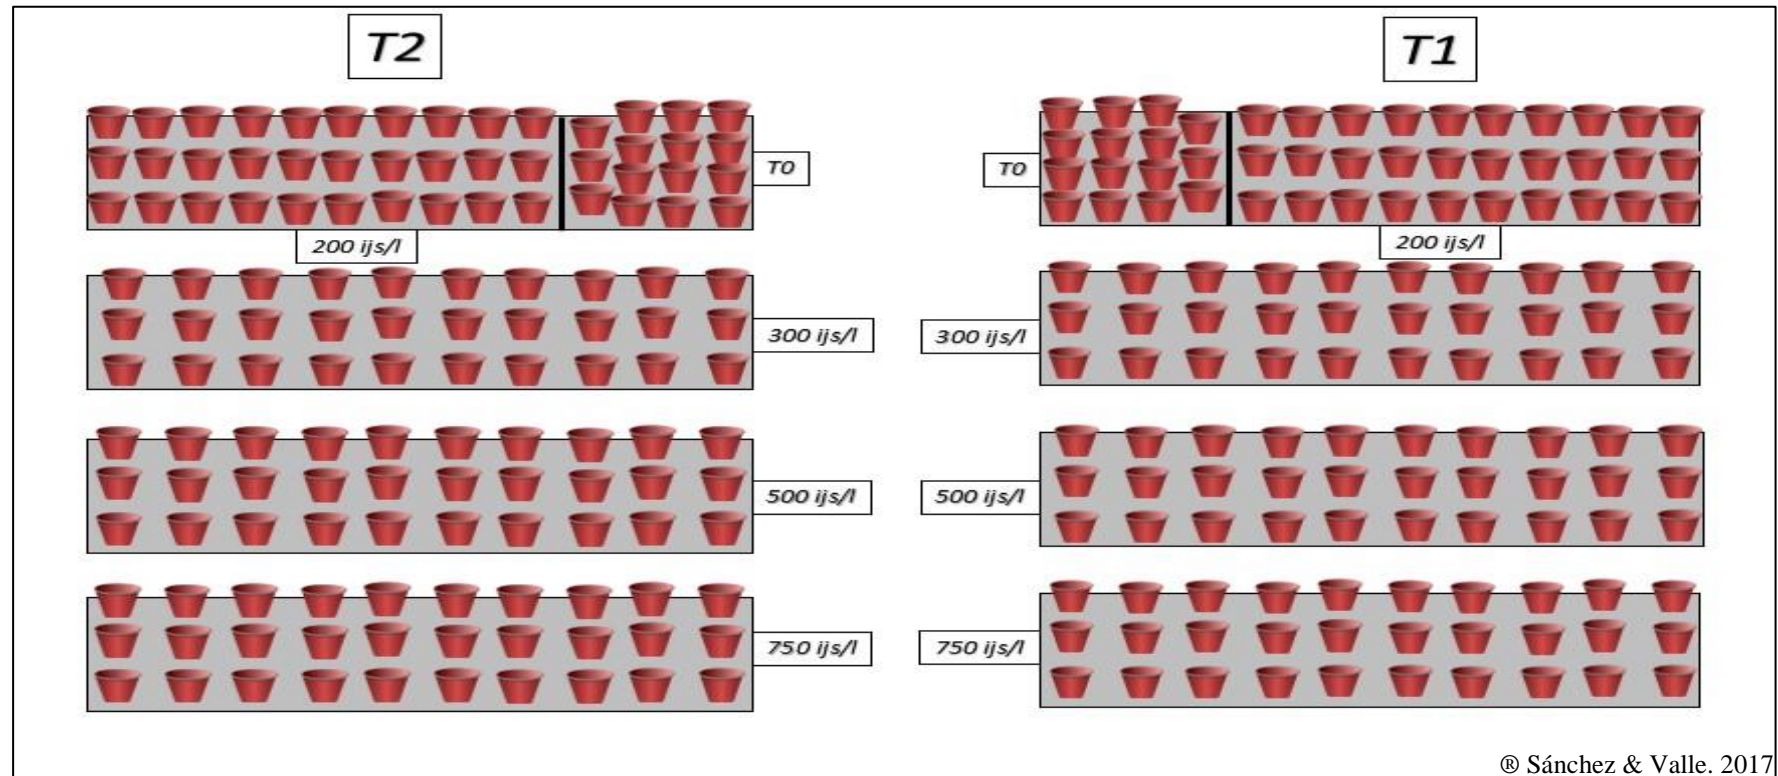 T2
T1
T0
T0
200 ijs/l
200 ijs/l
300 ijs/l
300 ijs/l
500 ijs/l
500 ijs/l
750 ijs/l
750 ijs/l
® Sánchez & Valle. 2017